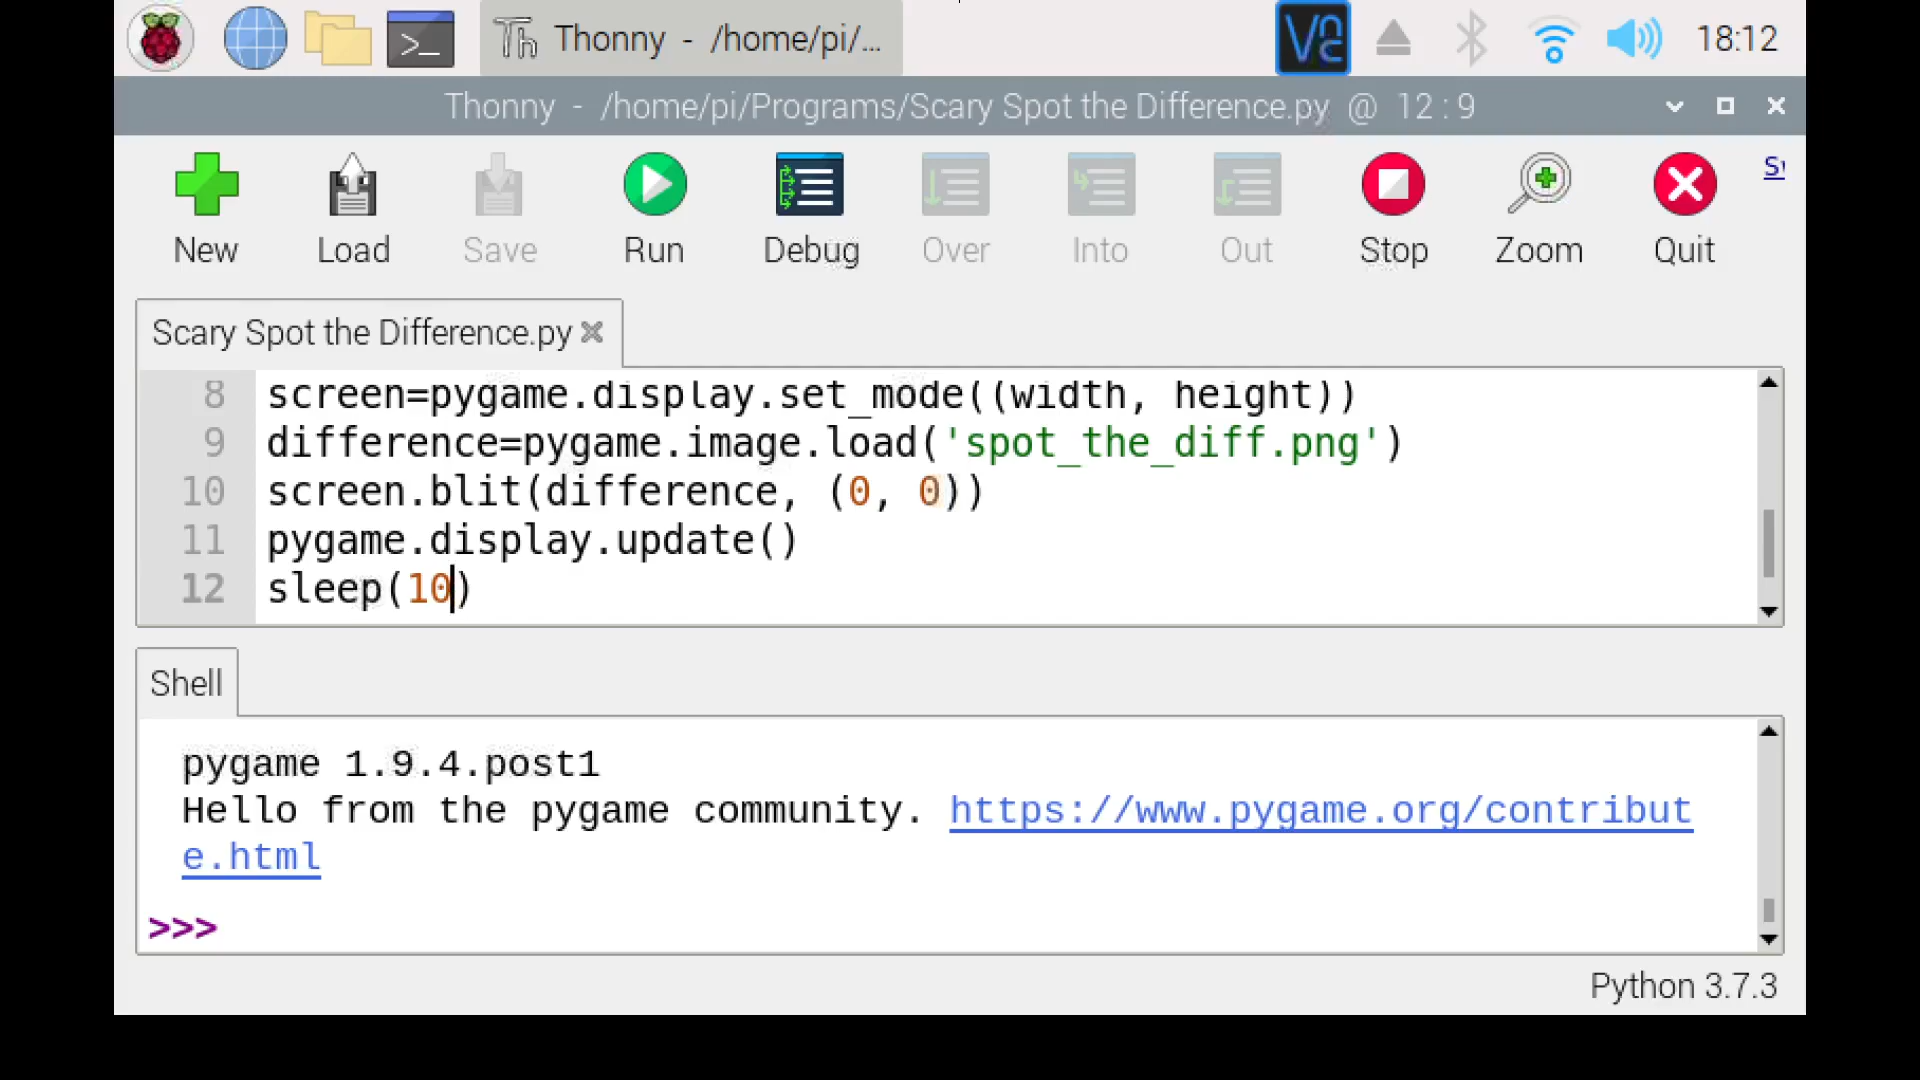 Thonny - /home/pi/...
18:12
Thonny - /home/pi/Programs/Scary Spot the Difference.py @ 12:9
New Load Save Run Debug Over Into Out Stop Zoom Quit
Scary Spot the Difference.py
8 screen=pygame.display.set_mode((width, height))
9 difference=pygame.image.load('spot_the_diff.png')
10 screen.blit(difference, (0, 0))
11 pygame.display.update()
12 sleep(10)
Shell
pygame 1.9.4.post1
Hello from the pygame community. https://www.pygame.org/contribut
e.html
>>>
Python 3.7.3